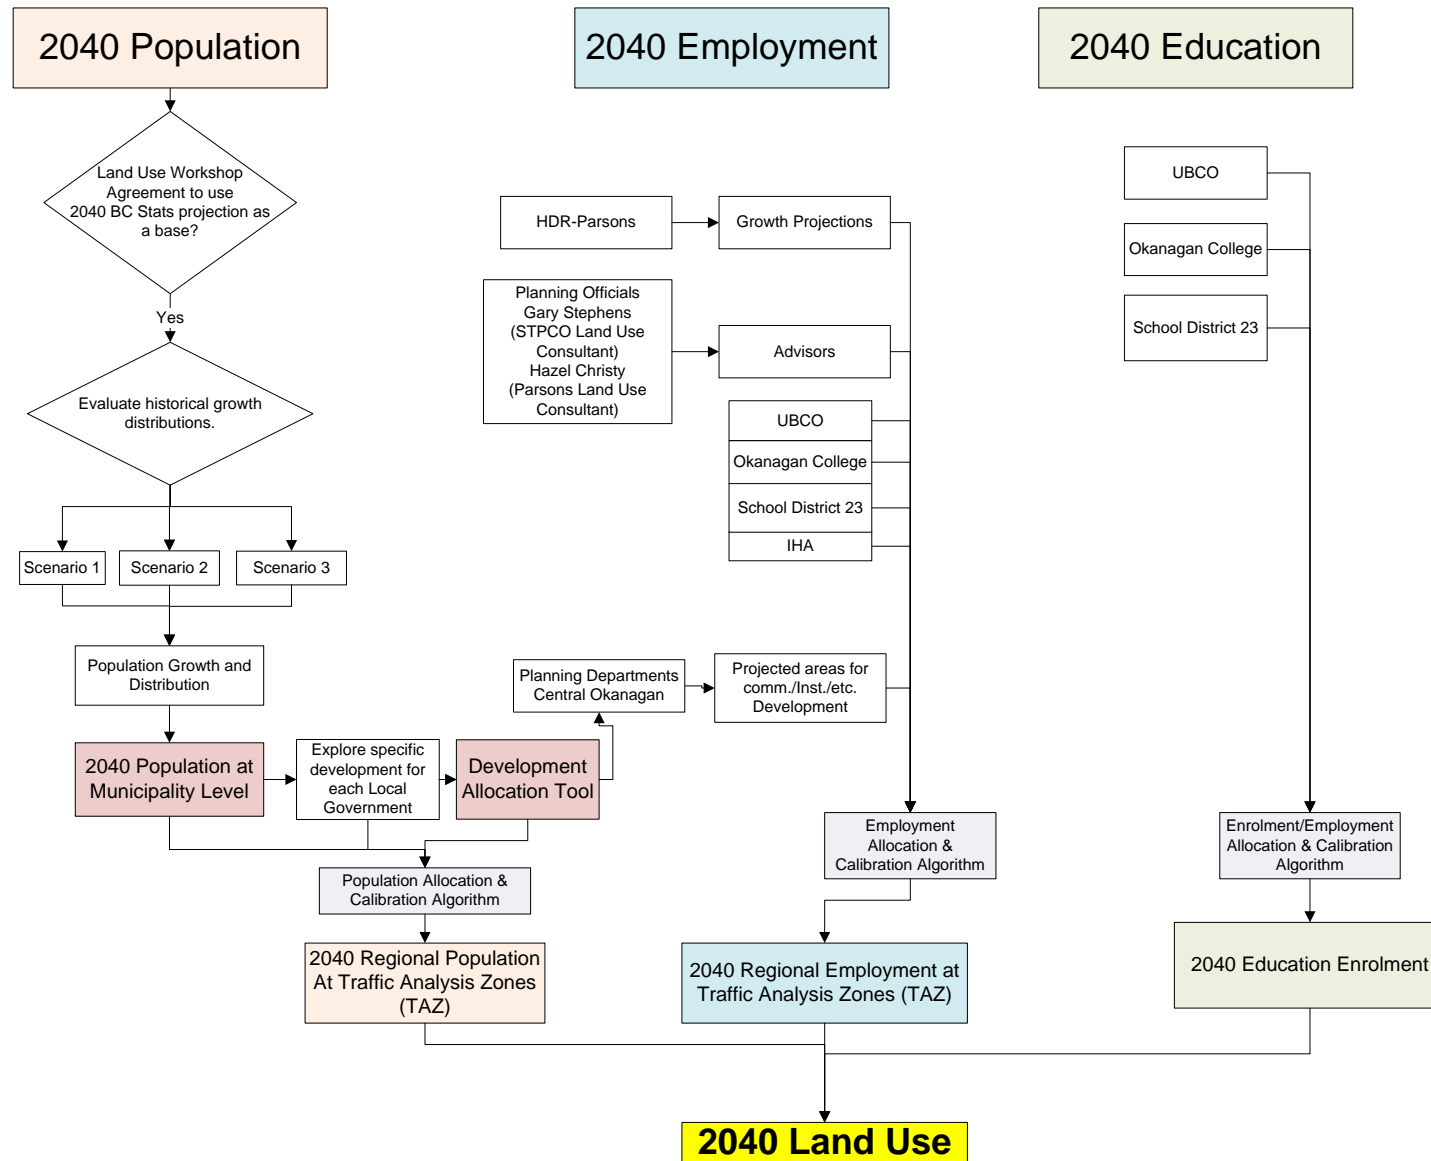 2040 Population
2040 Employment
2040 Education
Land Use Workshop
Agreement to use
2040 BC Stats projection as
a base?
Yes
Evaluate historical growth
distributions.
Scenario 1
Scenario 2
Scenario 3
Population Growth and
Distribution
2040 Population at
Municipality Level
Explore specific
development for
each Local
Government
Development
Allocation Tool
Population Allocation &
Calibration Algorithm
2040 Regional Population
At Traffic Analysis Zones
(TAZ)
HDR-Parsons
Growth Projections
Planning Officials
Gary Stephens
(STPCO Land Use
Consultant)
Hazel Christy
(Parsons Land Use
Consultant)
Advisors
UBCO
Okanagan College
School District 23
IHA
Planning Departments
Central Okanagan
Projected areas for
comm./Inst./etc.
Development
Employment
Allocation &
Calibration Algorithm
2040 Regional Employment at
Traffic Analysis Zones (TAZ)
UBCO
Okanagan College
School District 23
Enrolment/Employment
Allocation & Calibration
Algorithm
2040 Education Enrolment
2040 Land Use